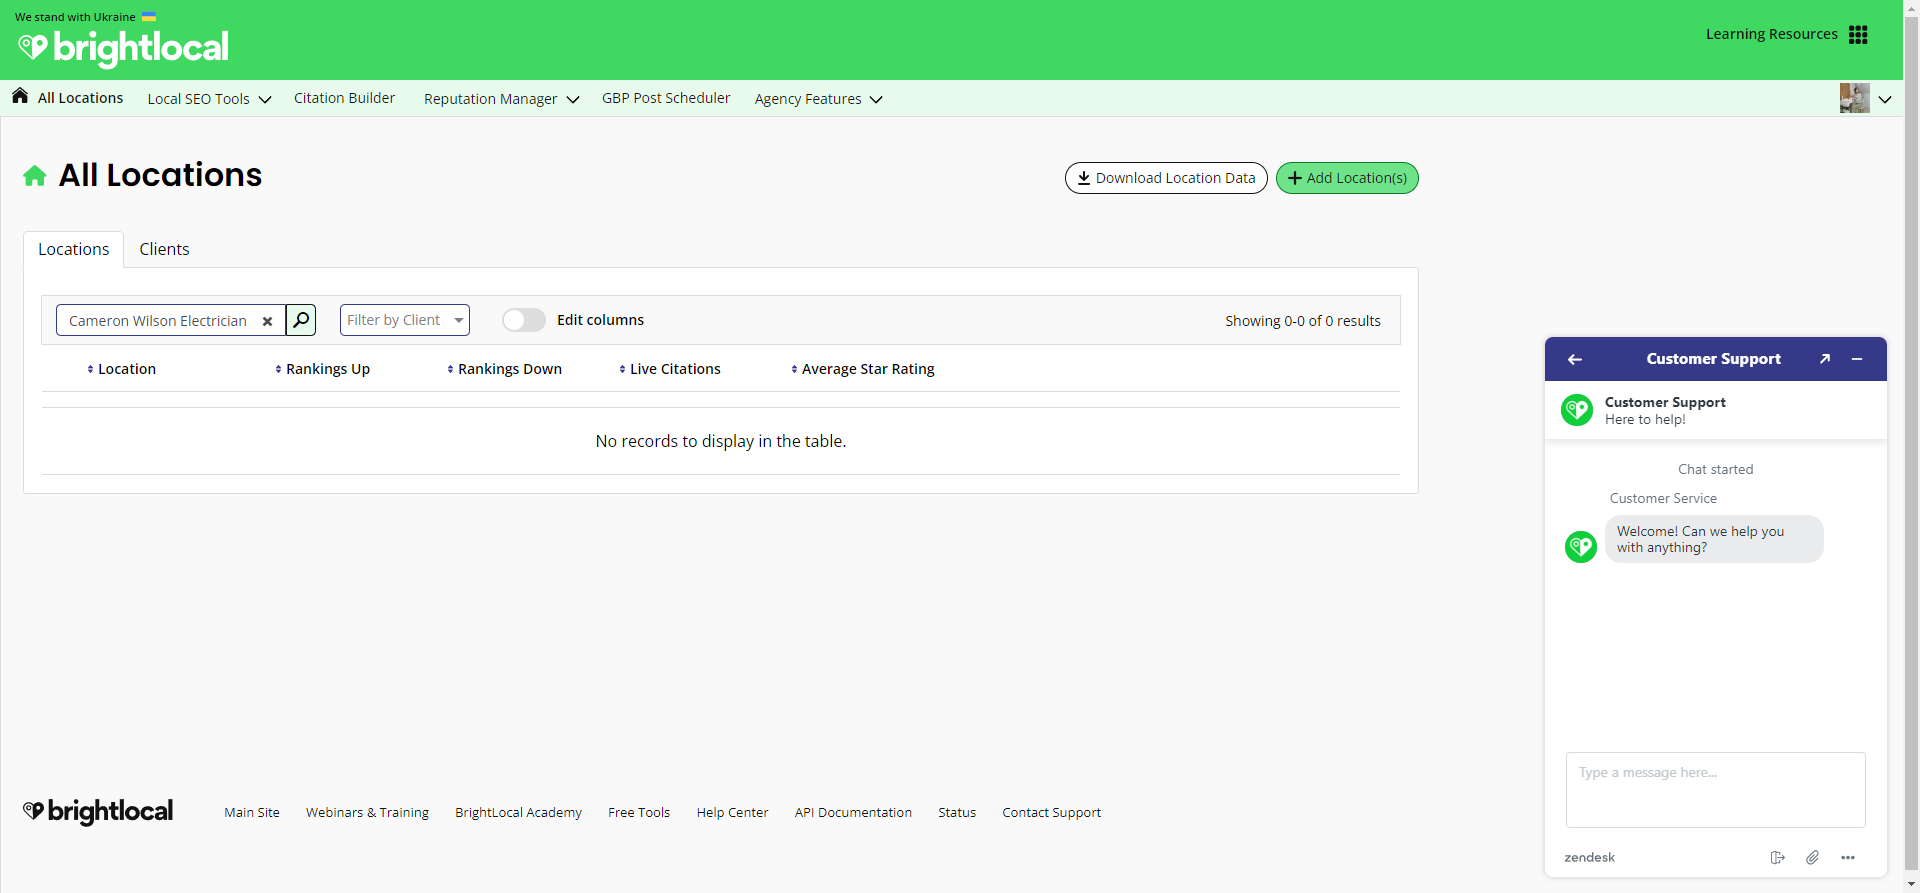 We stand with Ukraine
brightlocal
Learning Resources
All Locations
Local SEO Tools
Citation Builder
Reputation Manager
GBP Post Scheduler
Agency Features
All Locations
Download Location Data
Add Location(s)
Locations
Clients
Cameron Wilson Electrician
Filter by Client
Edit columns
Showing 0-0 of 0 results
Location
Rankings Up
Rankings Down
Live Citations
Average Star Rating
No records to display in the table.
Customer Support
Customer Support
Here to help!
Chat started
Customer Service
Welcome! Can we help you
with anything?
Type a message here...
zendesk
brightlocal
Main Site
Webinars & Training
BrightLocal Academy
Free Tools
Help Center
API Documentation
Status
Contact Support